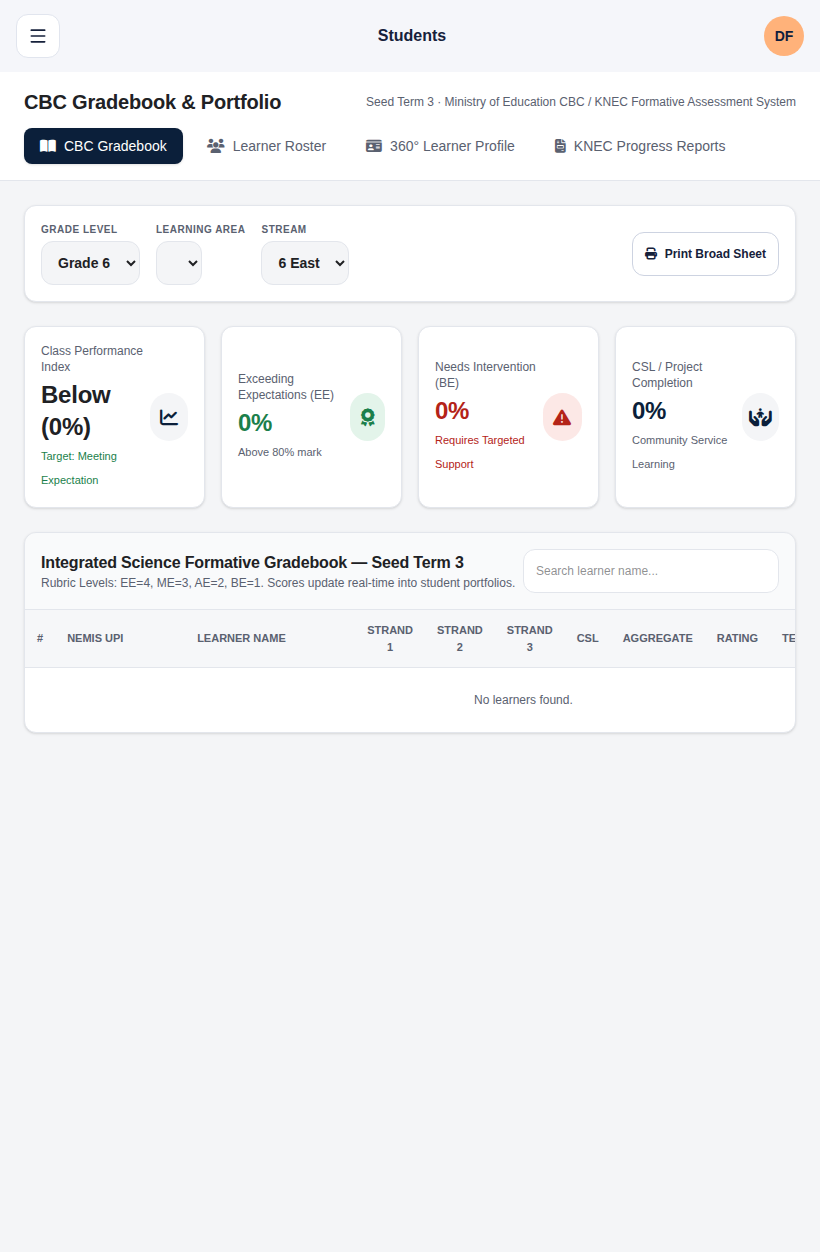 Students
DF
CBC Gradebook & Portfolio
Seed Term 3 · Ministry of Education CBC / KNEC Formative Assessment System
CBC Gradebook
Learner Roster
360° Learner Profile
KNEC Progress Reports
GRADE LEVEL
LEARNING AREA
STREAM
Grade 6
6 East
Print Broad Sheet
Class Performance
Index
Below
(0%)
Target: Meeting
Expectation
Exceeding
Expectations (EE)
0%
Above 80% mark
Needs Intervention
(BE)
0%
Requires Targeted
Support
CSL / Project
Completion
0%
Community Service
Learning
Integrated Science Formative Gradebook — Seed Term 3
Rubric Levels: EE=4, ME=3, AE=2, BE=1. Scores update real-time into student portfolios.
Search learner name...
# NEMIS UPI LEARNER NAME STRAND 1 STRAND 2 STRAND 3 CSL AGGREGATE RATING TE
No learners found.